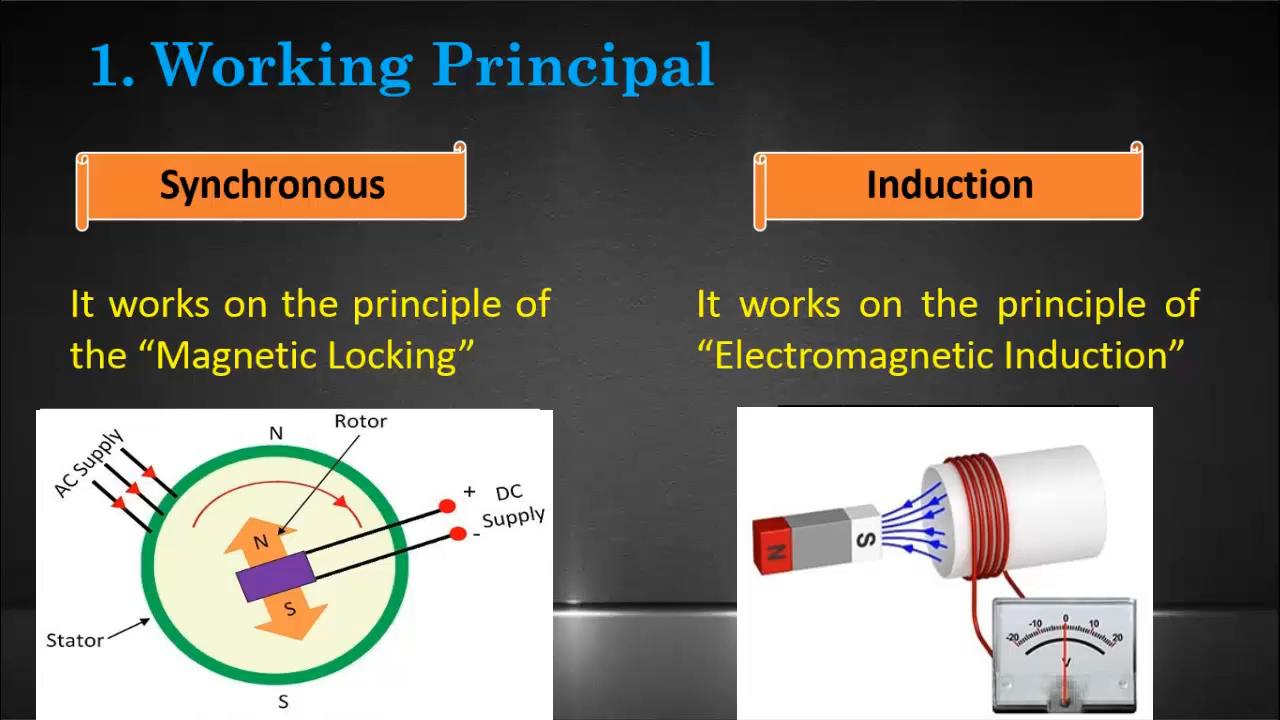 1. Working Principal
Synchronous
It works on the principle of
the “Magnetic Locking”
Induction
It works on the principle of
“Electromagnetic Induction”
AC Supply
N
Rotor
+ DC
Supply
-
N
S
Stator
S
N
S
-20 -10 0 10 20
V